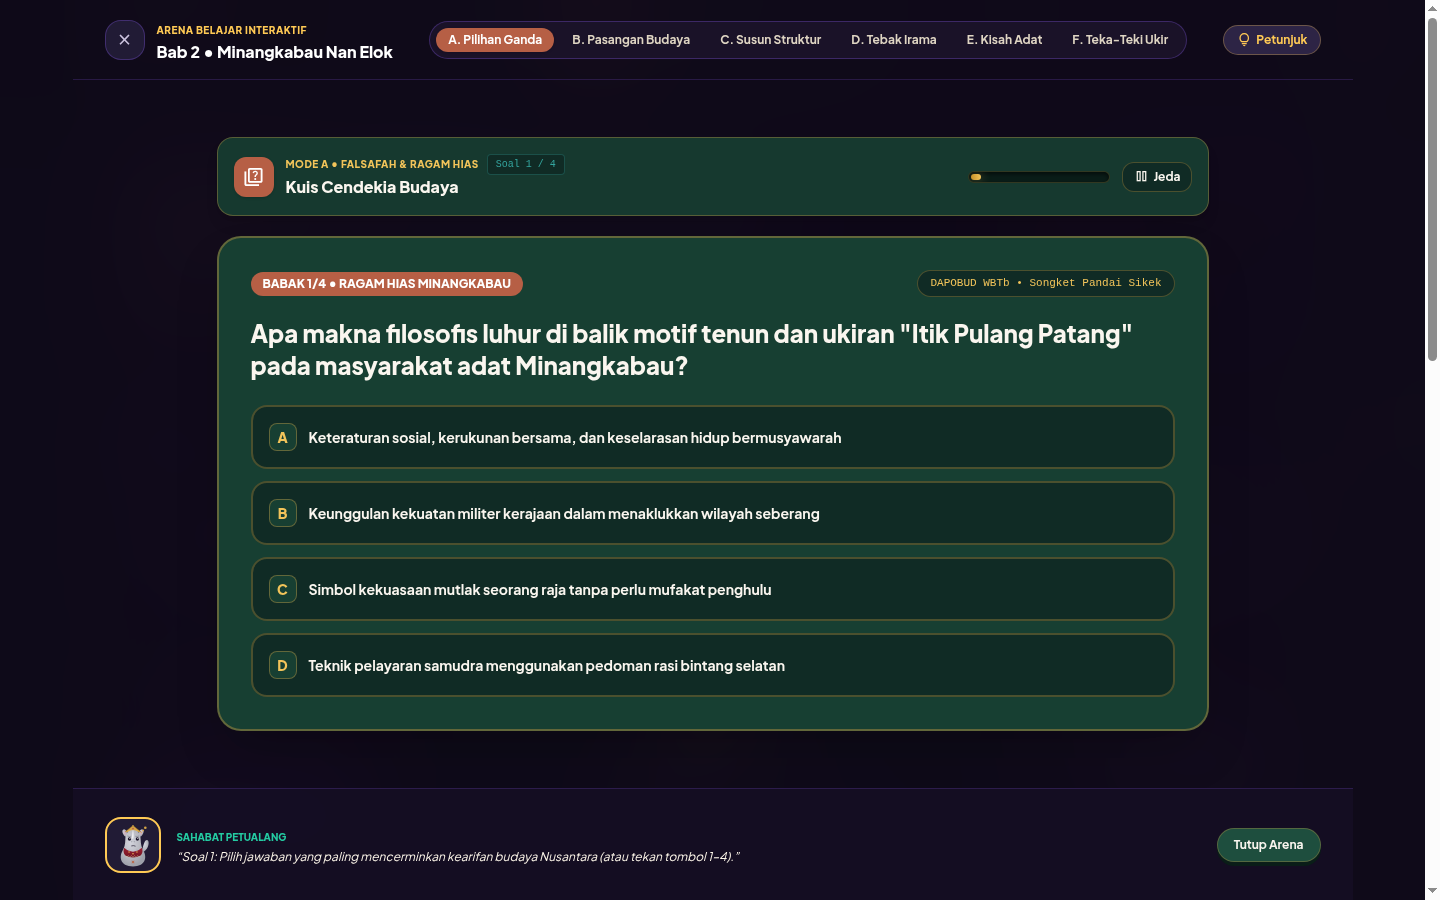 ARENA BELAJAR INTERAKTIF
Bab 2 • Minangkabau Nan Elok
A. Pilihan Ganda
B. Pasangan Budaya
C. Susun Struktur
D. Tebak Irama
E. Kisah Adat
F. Teka-Teki Ukir
Petunjuk
MODE A • FALSAFAH & RAGAM HIAS
Soal 1 / 4
Kuis Cendekia Budaya
Jeda
BABAK 1/4 • RAGAM HIAS MINANGKABAU
DAPOBUD WBTb • Songket Pandai Sikek
Apa makna filosofis luhur di balik motif tenun dan ukiran "Itik Pulang Patang"
pada masyarakat adat Minangkabau?
A
Keteraturan sosial, kerukunan bersama, dan keselarasan hidup bermusyawarah
B
Keunggulan kekuatan militer kerajaan dalam menaklukkan wilayah seberang
C
Simbol kekuasaan mutlak seorang raja tanpa perlu mufakat penghulu
D
Teknik pelayaran samudra menggunakan pedoman rasi bintang selatan
SAHABAT PETUALANG
"Soal 1: Pilih jawaban yang paling mencerminkan kearifan budaya Nusantara (atau tekan tombol 1-4)."
Tutup Arena